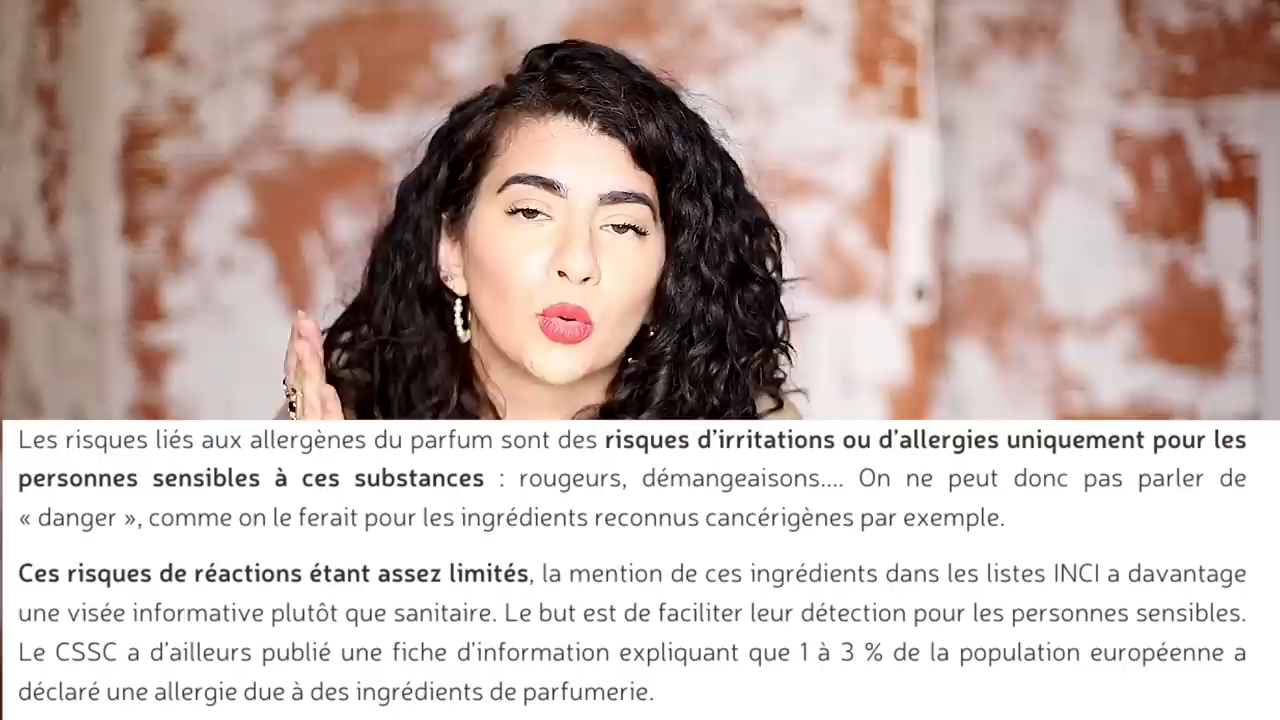 Les risques liés aux allergènes du parfum sont des risques d'irritations ou d'allergies uniquement pour les
personnes sensibles à ces substances : rougeurs, démangeaisons.... On ne peut donc pas parler de
« danger », comme on le ferait pour les ingrédients reconnus cancérigènes par exemple.
Ces risques de réactions étant assez limités, la mention de ces ingrédients dans les listes INCI a davantage
une visée informative plutôt que sanitaire. Le but est de faciliter leur détection pour les personnes sensibles.
Le CSSC a d'ailleurs publié une fiche d'information expliquant que 1 à 3 % de la population européenne a
déclaré une allergie due à des ingrédients de parfumerie.